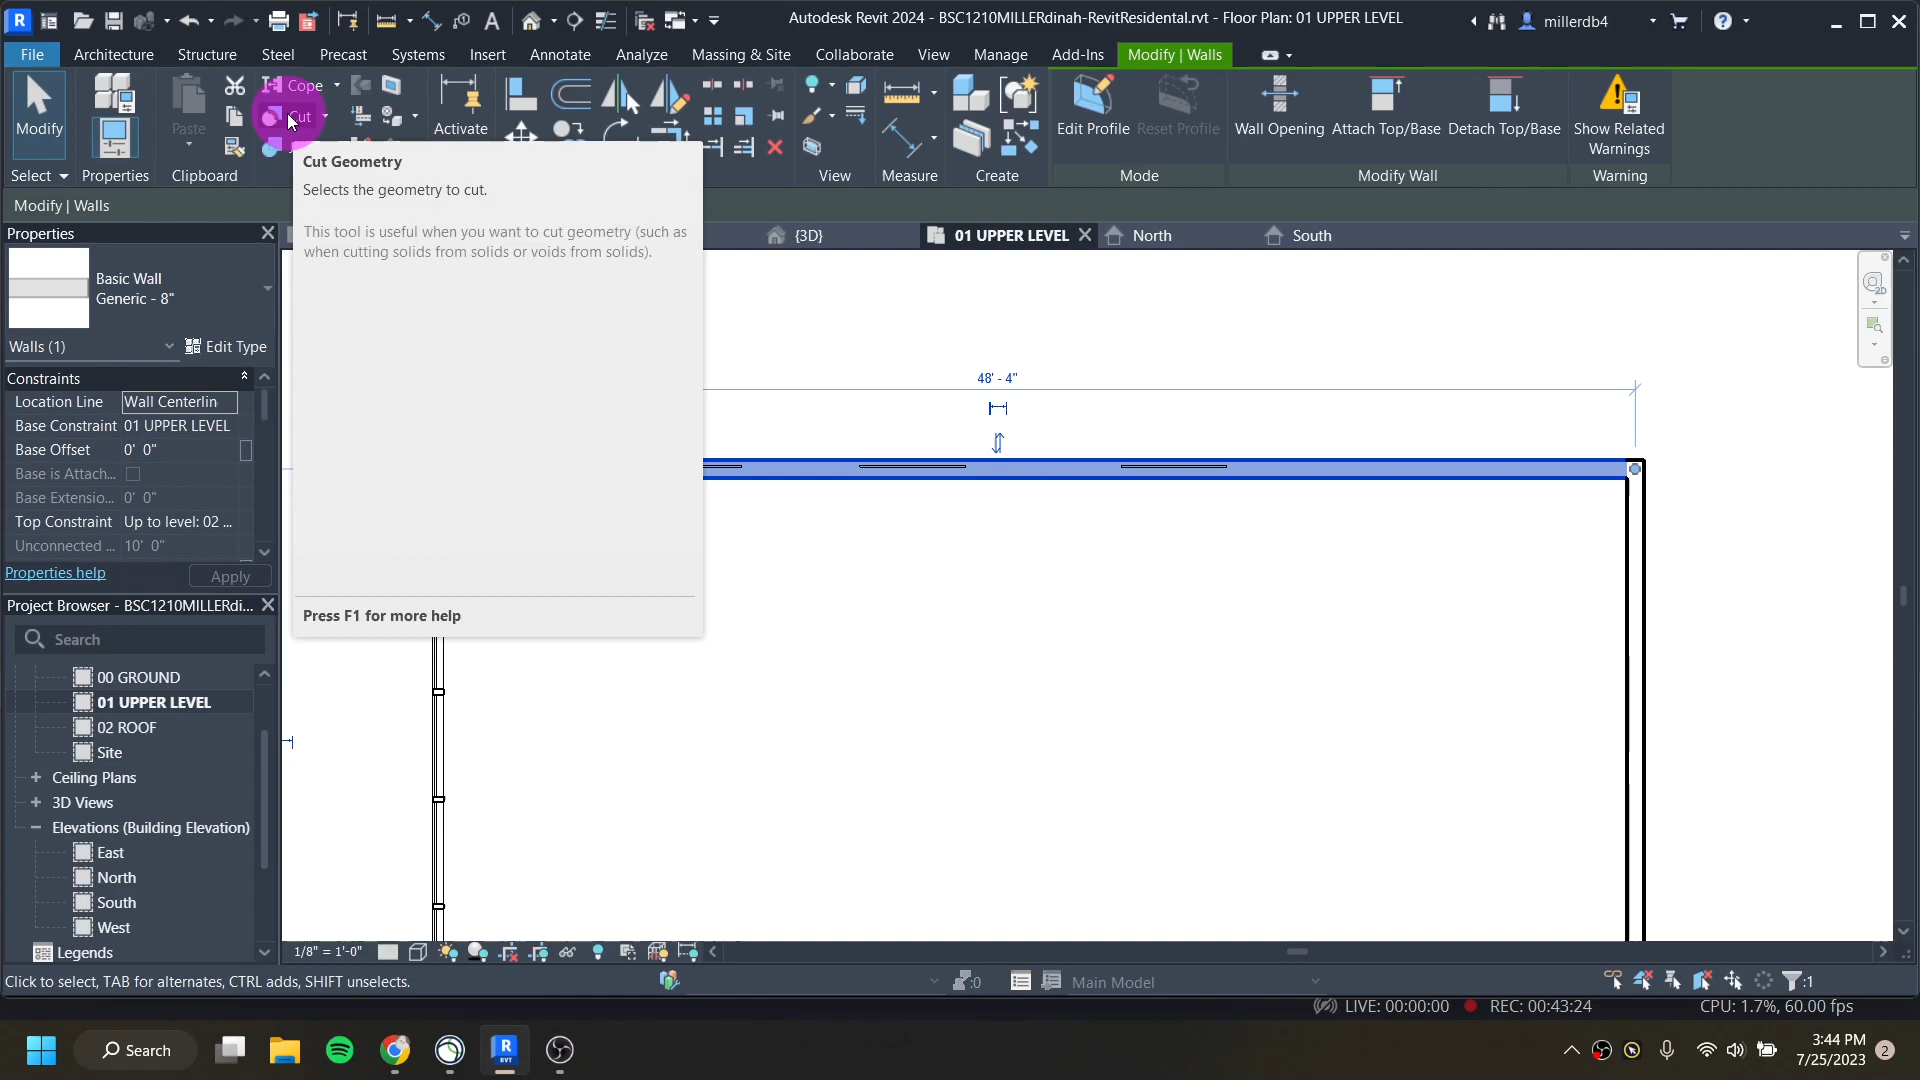 Autodesk Revit 2024 - BSC1210MILLERdinah-RevitResidental.rvt - Floor Plan: 01 UPPER LEVEL
millerdb4
File
Architecture
Structure
Steel
Precast
Systems
Insert
Annotate
Analyze
Massing & Site
Collaborate
View
Manage
Add-Ins
Modify | Walls
Modify
Paste
Cope
Cut
Activate
Edit Profile
Reset Profile
Wall Opening
Attach Top/Base
Detach Top/Base
Show Related
Warnings
Select
Properties
Clipboard
View
Measure
Create
Mode
Modify Wall
Warning
Modify | Walls
Properties
Basic Wall
Generic - 8"
Walls (1)
Edit Type
Constraints
Location Line
Wall Centerlin
Base Constraint
01 UPPER LEVEL
Base Offset
0' 0"
Base is Attach...
Base Extensio...
0' 0"
Top Constraint
Up to level: 02 ...
Unconnected ...
10' 0"
Properties help
Apply
Project Browser - BSC1210MILLERdi...
Search
00 GROUND
01 UPPER LEVEL
02 ROOF
Site
Ceiling Plans
3D Views
Elevations (Building Elevation)
East
North
South
West
Legends
Cut Geometry
Selects the geometry to cut.
This tool is useful when you want to cut geometry (such as
when cutting solids from solids or voids from solids).
Press F1 for more help
{3D}
01 UPPER LEVEL
North
South
2D
48' - 4"
1/8" = 1'-0"
Click to select, TAB for alternates, CTRL adds, SHIFT unselects.
:0
Main Model
:1
LIVE: 00:00:00
REC: 00:43:24
CPU: 1.7%, 60.00 fps
Search
R
RVT
3:44 PM
7/25/2023
2